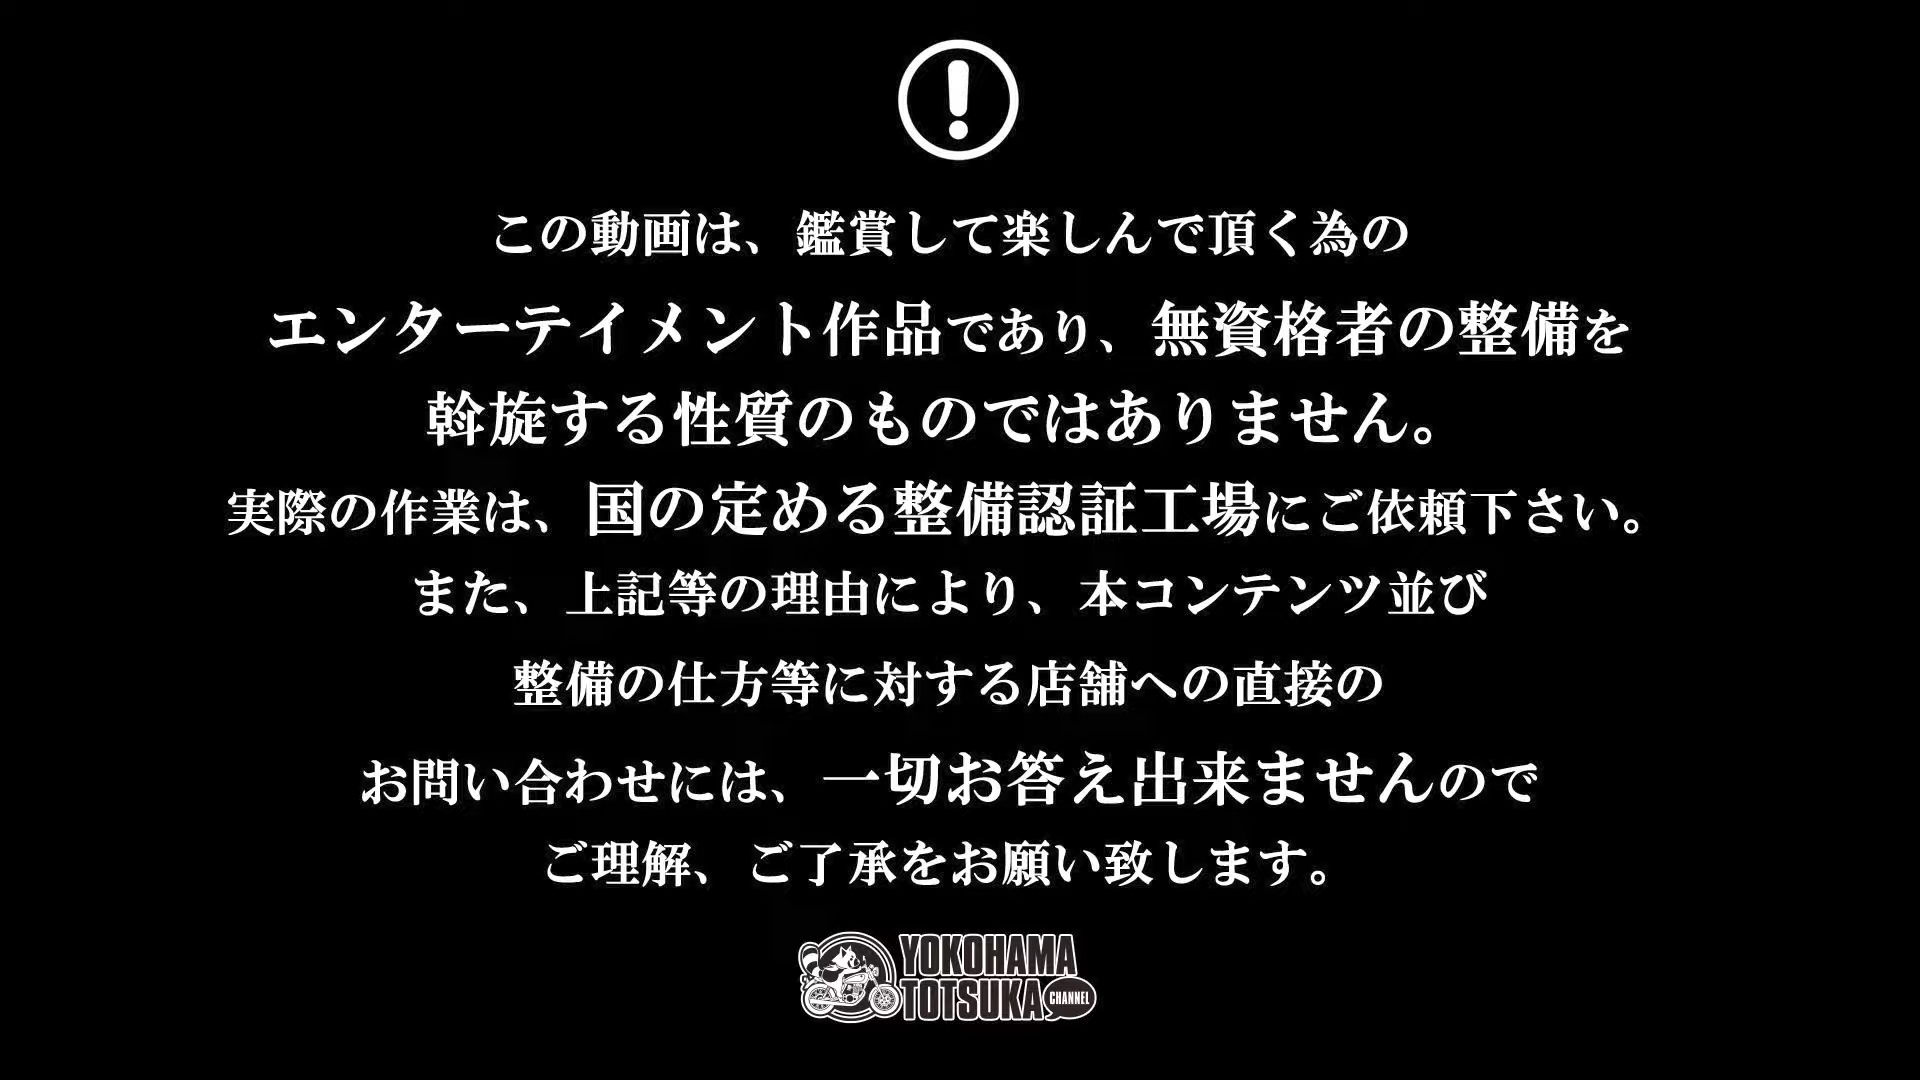 この動画は、鑑賞して楽しんで頂く為の
エンターテイメント作品であり、無資格者の整備を
斡旋する性質のものではありません。
実際の作業は、国の定める整備認証工場にご依頼下さい。
また、上記等の理由により、本コンテンツ並び
整備の仕方等に対する店舗への直接の
お問い合わせには、一切お答え出来ませんので
ご理解、ご了承をお願い致します。
YOKOHAMA
TOTSUKA CHANNEL